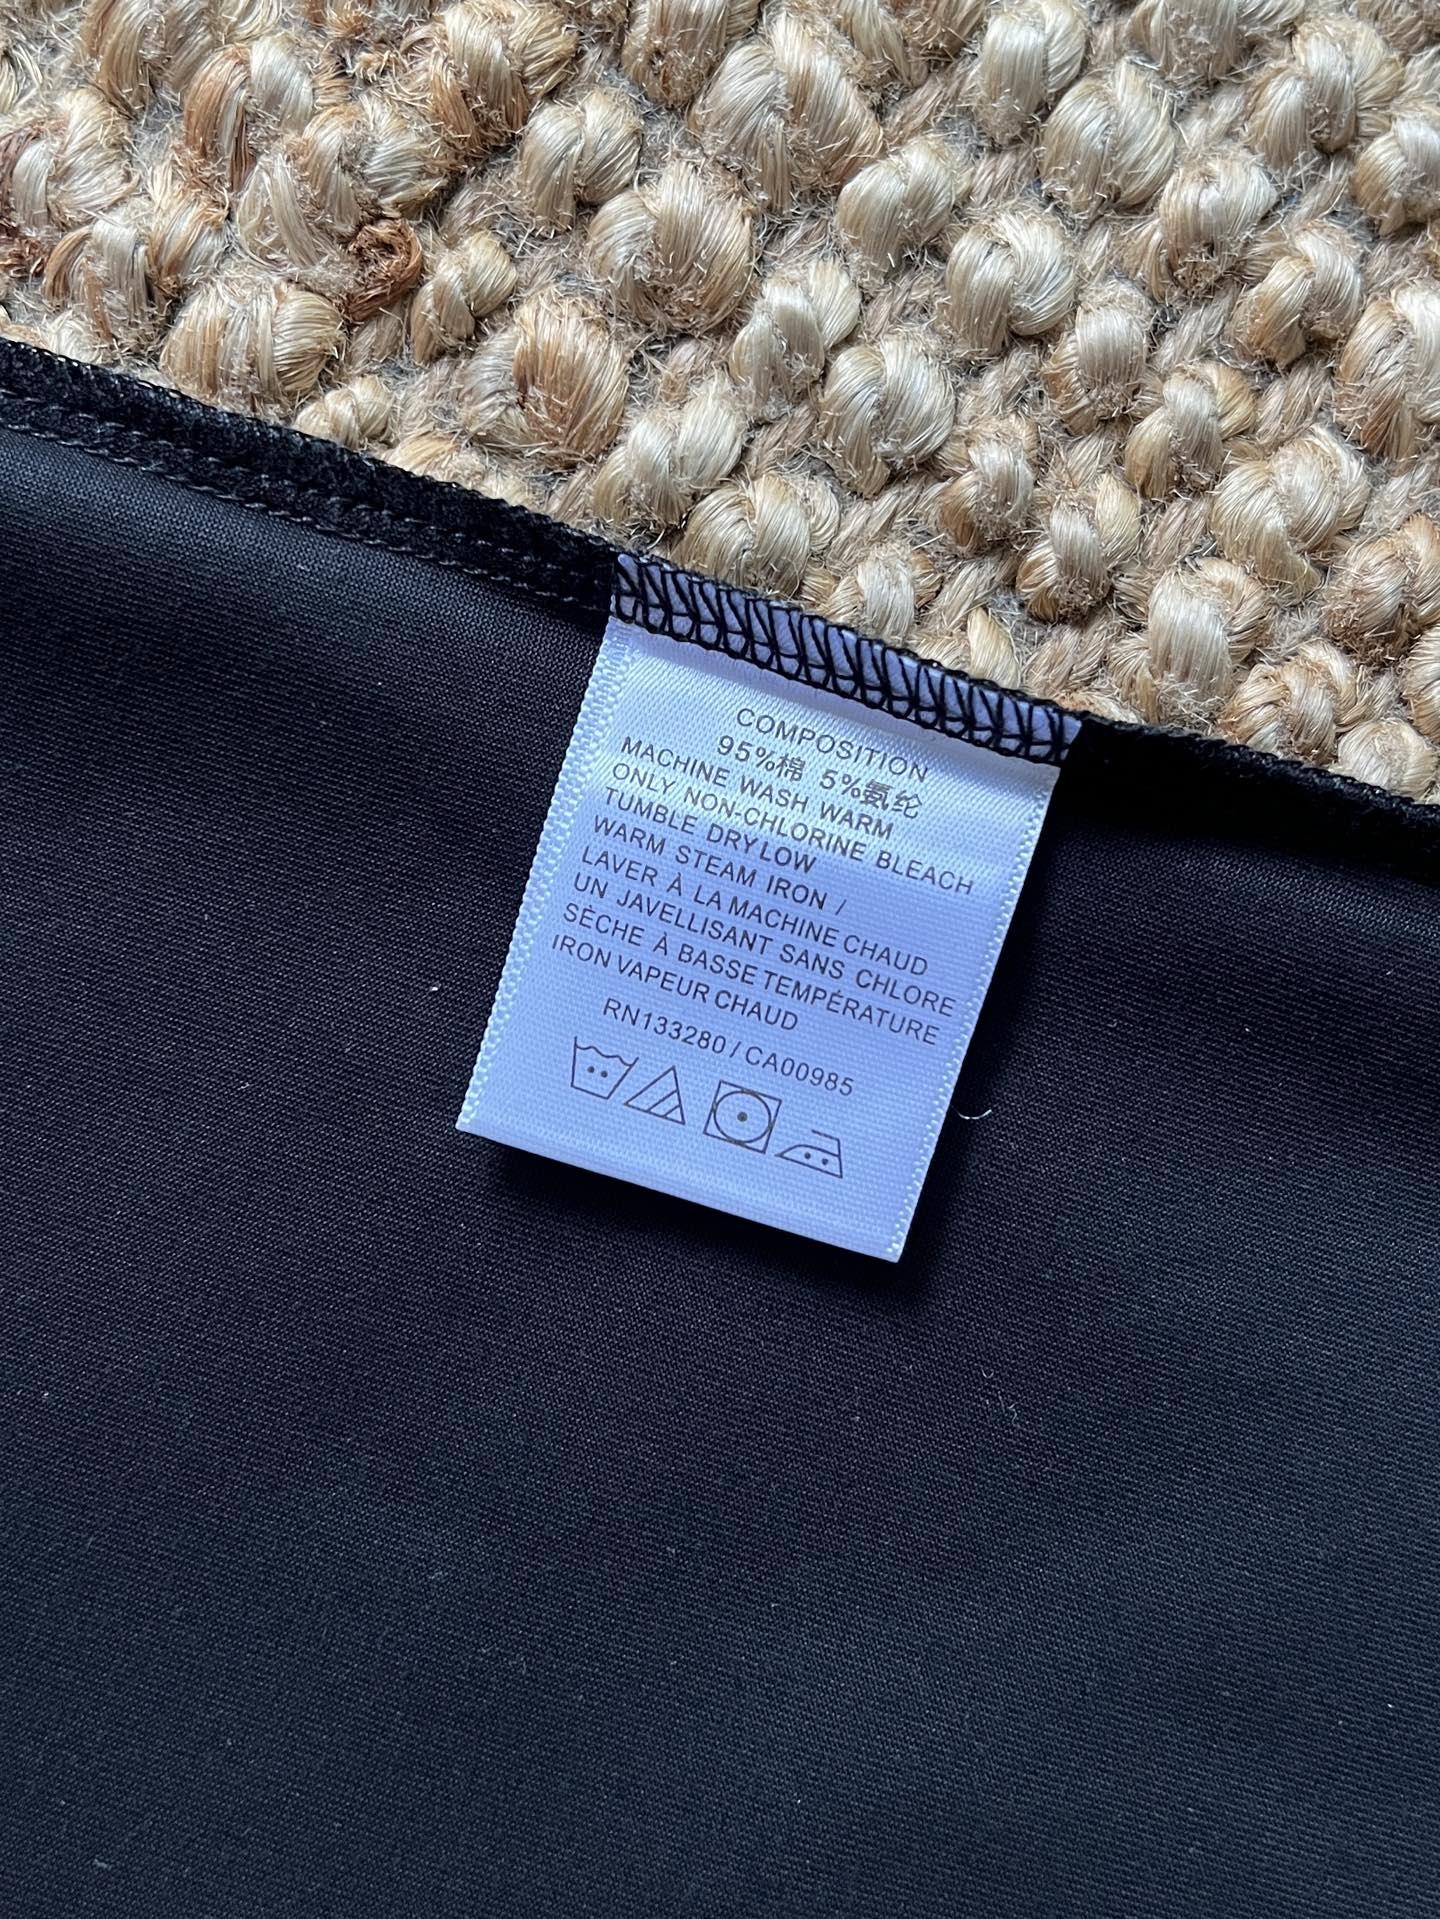 COMPOSITION
95%棉 5%氨纶
MACHINE WASH WARM
ONLY NON-CHLORINE BLEACH
TUMBLE DRY LOW
WARM STEAM IRON /
LAVER À LA MACHINE CHAUD
UN JAVELLISANT SANS CHLORE
SÈCHE À BASSE TEMPÉRATURE
IRON VAPEUR CHAUD
RN133280 / CA00985